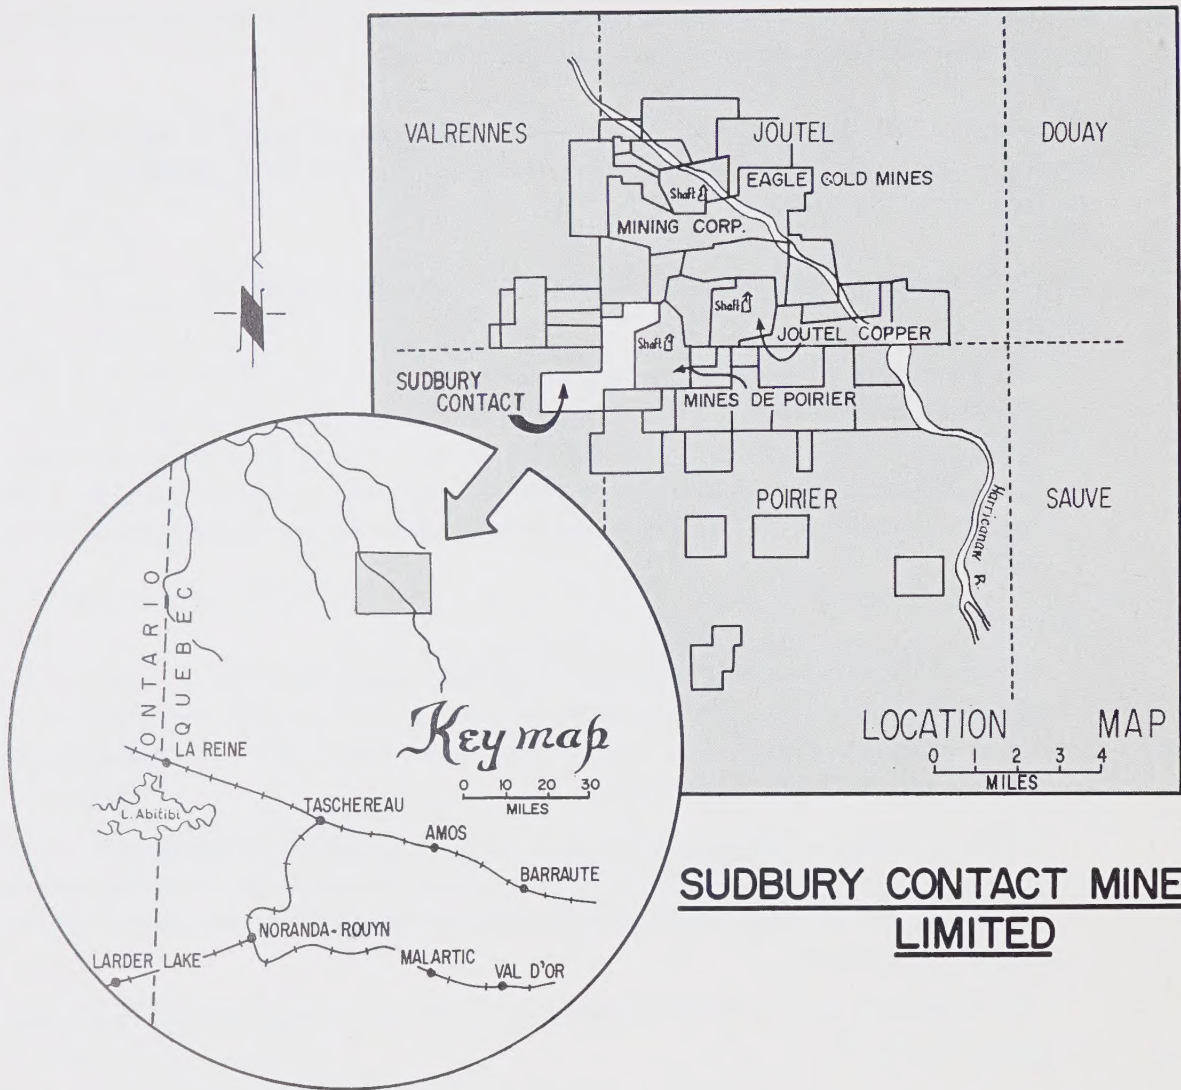 VALRENNES
JOUTEL
DOUAY
Shaft
EAGLE GOLD MINES
MINING CORP.
Shaft
JOUTEL COPPER
Shaft
SUDBURY
CONTACT
MINES DE POIRIER
POIRIER
SAUVE
Harricanaw R.
LOCATION MAP
0 1 2 3 4
MILES
N
ONTARIO
QUEBEC
Key map
0 10 20 30
MILES
LA REINE
L. Abitibi
TASCHEREAU
AMOS
BARRAUTE
NORANDA-ROUYN
LARDER LAKE
MALARTIC
VAL D'OR
SUDBURY CONTACT MINE
LIMITED